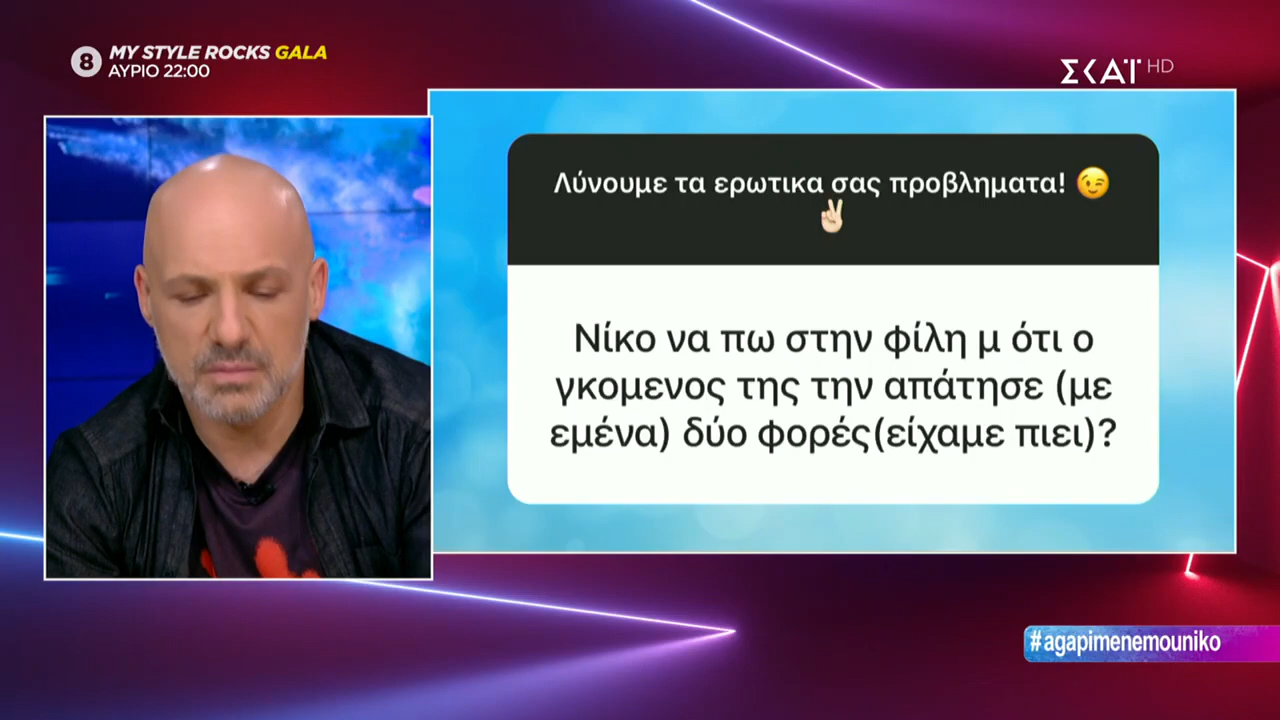 8 MY STYLE ROCKS GALA
ΑΥΡΙΟ 22:00
ΣΚΑΪ HD
Λύνουμε τα ερωτικα σας προβληματα! 😉
✌🏻
Νίκο να πω στην φίλη μ ότι ο
γκομενος της την απάτησε (με
εμένα) δύο φορές(είχαμε πιει)?
#agapimenemouniko